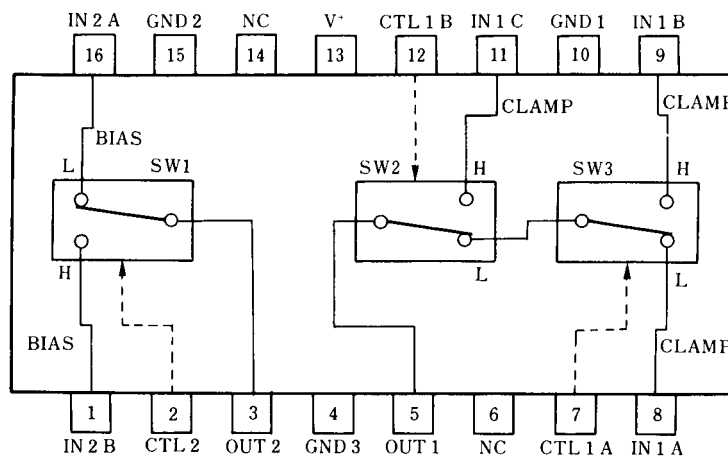 IN 2 A GND 2 NC V+ CTL 1 B IN 1 C GND 1 IN 1 B
16 15 14 13 12 11 10 9
CLAMP CLAMP
BIAS
L SW1 SW2 H SW3 H
H L L
BIAS CLAMP
1 2 3 4 5 6 7 8
IN 2 B CTL 2 OUT 2 GND 3 OUT 1 NC CTL 1 A IN 1 A